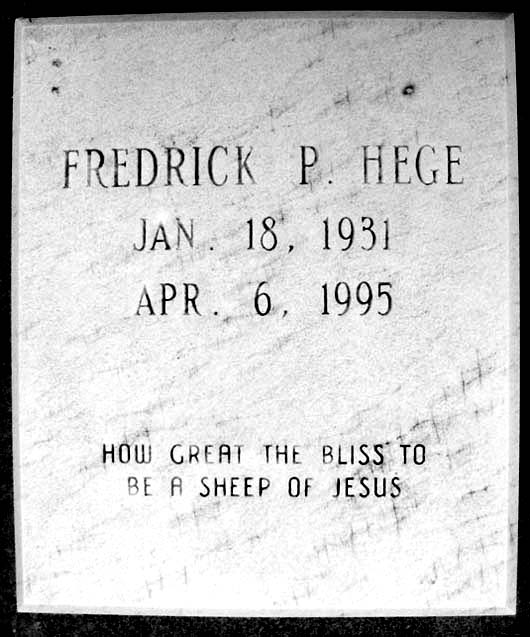 FREDRICK P. HEGE
JAN. 18, 1931
APR. 6, 1995
HOW GREAT THE BLISS TO
BE A SHEEP OF JESUS